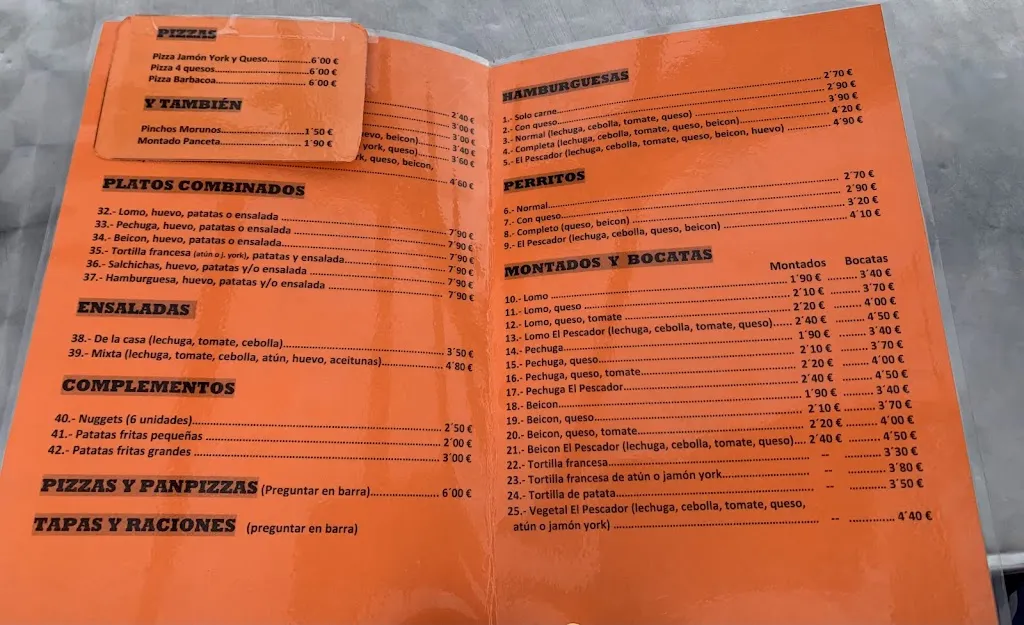 PIZZAS
Pizza Jamón York y Queso..............6´00 €
Pizza 4 quesos..............6´00 €
Pizza Barbacoa..............6´00 €
Y TAMBIÉN
Pinchos Morunos..............1´50 €
Montado Panceta..............1´90 €
2´40 €
3´00 €
3´00 €
huevo, beicon) 3´40 €
york, queso) 3´60 €
york, queso, beicon,
4´60 €
PLATOS COMBINADOS
32.- Lomo, huevo, patatas o ensalada .............. 7´90 €
33.- Pechuga, huevo, patatas o ensalada .............. 7´90 €
34.- Beicon, huevo, patatas o ensalada.............. 7´90 €
35.- Tortilla francesa (atún o j. york), patatas y ensalada.............. 7´90 €
36.- Salchichas, huevo, patatas y/o ensalada .............. 7´90 €
37.- Hamburguesa, huevo, patatas y/o ensalada .............. 7´90 €
ENSALADAS
38.- De la casa (lechuga, tomate, cebolla).............. 3´50 €
39.- Mixta (lechuga, tomate, cebolla, atún, huevo, aceitunas).............. 4´80 €
COMPLEMENTOS
40.- Nuggets (6 unidades).............. 2´50 €
41.- Patatas fritas pequeñas .............. 2´00 €
42.- Patatas fritas grandes .............. 3´00 €
PIZZAS Y PANPIZZAS (Preguntar en barra).............. 6´00 €
TAPAS Y RACIONES (preguntar en barra)
HAMBURGUESAS
1.- Solo carne.............. 2´70 €
2.- Con queso.............. 2´90 €
3.- Normal (lechuga, cebolla, tomate, queso).............. 3´90 €
4.- Completa (lechuga, cebolla, tomate, queso, beicon).............. 4´20 €
5.- El Pescador (lechuga, cebolla, tomate, queso, beicon, huevo) .............. 4´90 €
PERRITOS
6.- Normal.............. 2´70 €
7.- Con queso.............. 2´90 €
8.- Completo (queso, beicon) .............. 3´20 €
9.- El Pescador (lechuga, cebolla, queso, beicon) .............. 4´10 €
MONTADOS Y BOCATAS Montados Bocatas
10.- Lomo .............. 1´90 € .............. 3´40 €
11.- Lomo, queso .............. 2´10 € .............. 3´70 €
12.- Lomo, queso, tomate .............. 2´20 € .............. 4´00 €
13.- Lomo El Pescador (lechuga, cebolla, tomate, queso).... 2´40 € .............. 4´50 €
14.- Pechuga.............. 1´90 € .............. 3´40 €
15.- Pechuga, queso.............. 2´10 € .............. 3´70 €
16.- Pechuga, queso, tomate.............. 2´20 € .............. 4´00 €
17.- Pechuga El Pescador.............. 2´40 € .............. 4´50 €
18.- Beicon.............. 1´90 € .............. 3´40 €
19.- Beicon, queso.............. 2´10 € .............. 3´70 €
20.- Beicon, queso, tomate.............. 2´20 € .............. 4´00 €
21.- Beicon El Pescador (lechuga, cebolla, tomate, queso).... 2´40 € .............. 4´50 €
22.- Tortilla francesa.............. -- .............. 3´30 €
23.- Tortilla francesa de atún o jamón york.............. -- .............. 3´80 €
24.- Tortilla de patata.............. -- .............. 3´50 €
25.- Vegetal El Pescador (lechuga, cebolla, tomate, queso,
atún o jamón york) .............. -- .............. 4´40 €